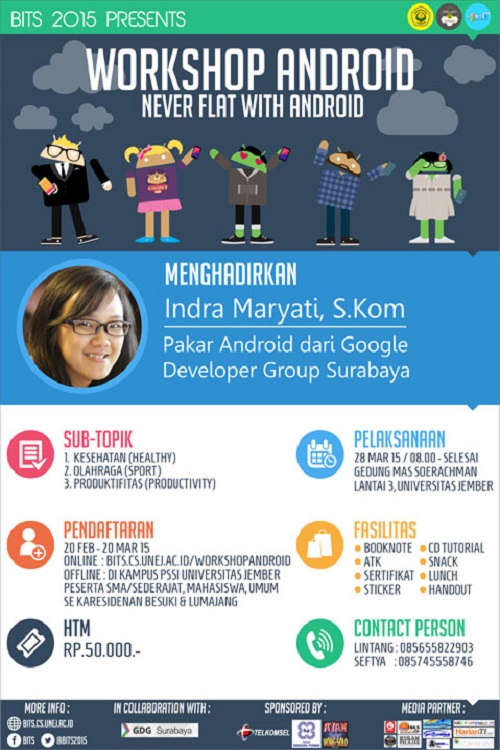 BITS 2015 PRESENTS
WORKSHOP ANDROID
NEVER FLAT WITH ANDROID
MENGHADIRKAN
Indra Maryati, S.Kom
Pakar Android dari Google
Developer Group Surabaya
SUB-TOPIK
1. KESEHATAN (HEALTHY)
2. OLAHRAGA (SPORT)
3. PRODUKTIFITAS (PRODUCTIVITY)
PELAKSANAAN
28 MAR 15 / 08.00 - SELESAI
GEDUNG MAS SOERACHMAN
LANTAI 3, UNIVERSITAS JEMBER
PENDAFTARAN
20 FEB - 20 MAR 15
ONLINE : BITS.CS.UNEJ.AC.ID/WORKSHOPANDROID
OFFLINE : DI KAMPUS PSSI UNIVERSITAS JEMBER
PESERTA SMA/SEDERAJAT, MAHASISWA, UMUM
SE KARESIDENAN BESUKI & LUMAJANG
FASILITAS
BOOKNOTE
ATK
SERTIFIKAT
STICKER
CD TUTORIAL
SNACK
LUNCH
HANDOUT
HTM
RP.50.000.-
CONTACT PERSON
LINTANG : 085655822903
SEFTYA : 085745558746
MORE INFO :
BITS.CS.UNEJ.AC.ID
BITS
@BITS2015
IN COLLABORATION WITH :
GDG Surabaya
SPONSORED BY :
TELKOMSEL
MEDIA PARTNER :
Harian77